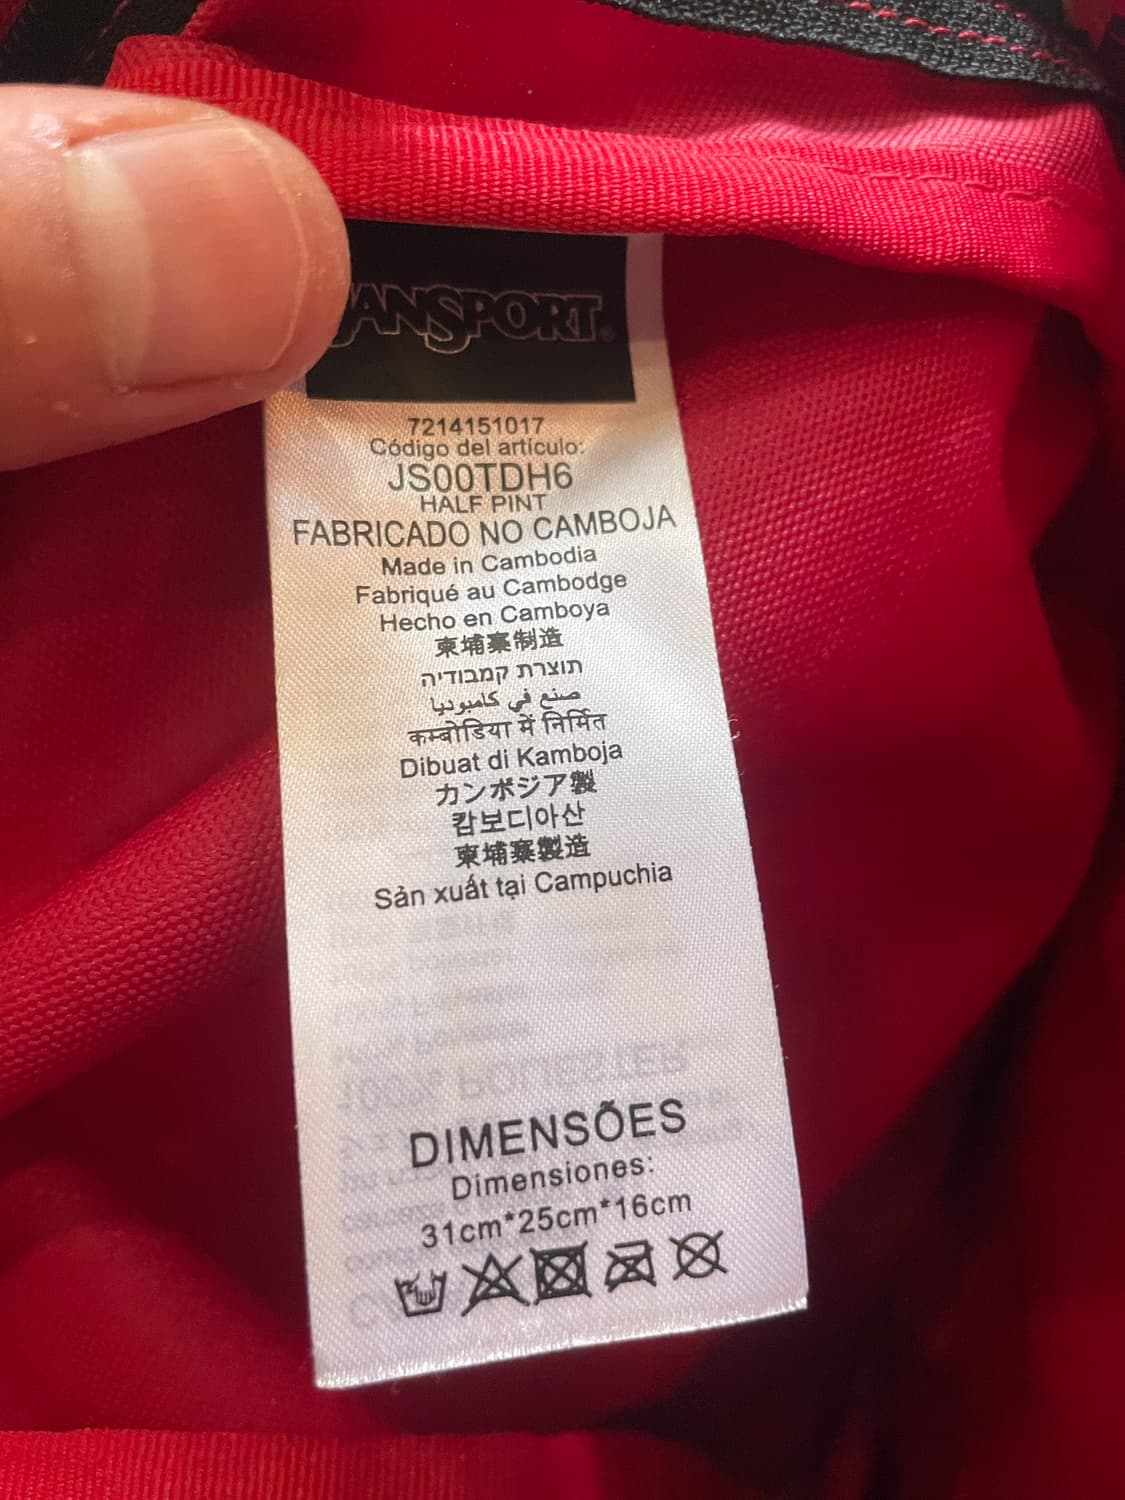 JANSPORT®
7214151017
Código del artículo:
JS00TDH6
HALF PINT
FABRICADO NO CAMBOJA
Made in Cambodia
Fabriqué au Cambodge
Hecho en Camboya
柬埔寨制造
תוצרת קמבודיה
صنع في كامبوديا
कम्बोडिया में निर्मित
Dibuat di Kamboja
カンボジア製
캄보디아산
柬埔寨製造
Sản xuất tại Campuchia
100% POLIESTER
DIMENSÕES
Dimensiones:
31cm*25cm*16cm